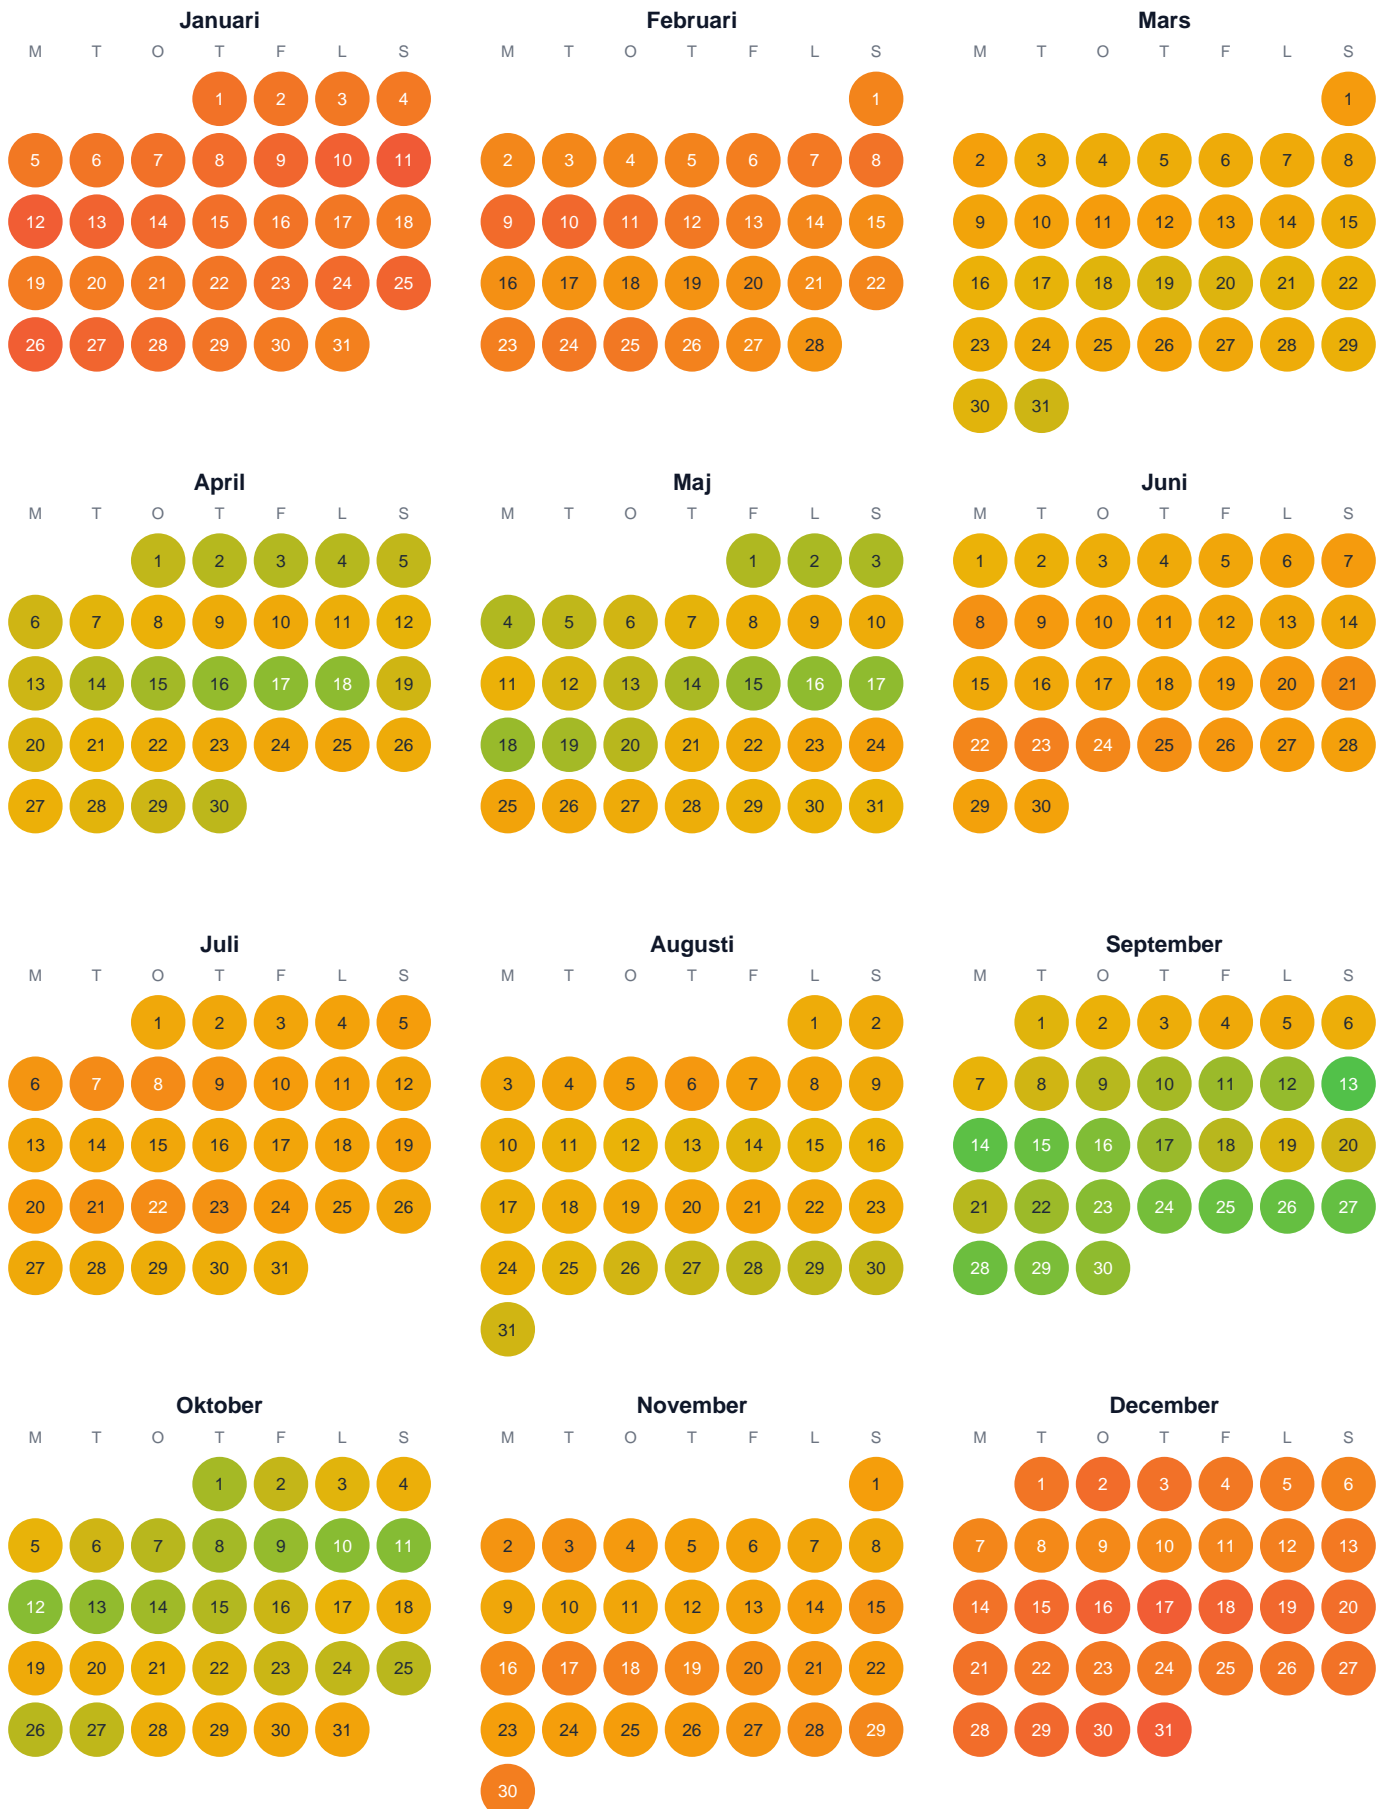 Januari Februari Mars
M T O T F L S M T O T F L S M T O T F L S
1 2 3 4 1 1
5 6 7 8 9 10 11 2 3 4 5 6 7 8 2 3 4 5 6 7 8
12 13 14 15 16 17 18 9 10 11 12 13 14 15 9 10 11 12 13 14 15
19 20 21 22 23 24 25 16 17 18 19 20 21 22 16 17 18 19 20 21 22
26 27 28 29 30 31 23 24 25 26 27 28 23 24 25 26 27 28 29
30 31
April Maj Juni
M T O T F L S M T O T F L S M T O T F L S
1 2 3 4 5 1 2 3 1 2 3 4 5 6 7
6 7 8 9 10 11 12 4 5 6 7 8 9 10 8 9 10 11 12 13 14
13 14 15 16 17 18 19 11 12 13 14 15 16 17 15 16 17 18 19 20 21
20 21 22 23 24 25 26 18 19 20 21 22 23 24 22 23 24 25 26 27 28
27 28 29 30 25 26 27 28 29 30 31 29 30
Juli Augusti September
M T O T F L S M T O T F L S M T O T F L S
1 2 3 4 5 1 2 1 2 3 4 5 6
6 7 8 9 10 11 12 3 4 5 6 7 8 9 7 8 9 10 11 12 13
13 14 15 16 17 18 19 10 11 12 13 14 15 16 14 15 16 17 18 19 20
20 21 22 23 24 25 26 17 18 19 20 21 22 23 21 22 23 24 25 26 27
27 28 29 30 31 24 25 26 27 28 29 30 28 29 30
31
Oktober November December
M T O T F L S M T O T F L S M T O T F L S
1 2 3 4 1 1 2 3 4 5 6
5 6 7 8 9 10 11 2 3 4 5 6 7 8 7 8 9 10 11 12 13
12 13 14 15 16 17 18 9 10 11 12 13 14 15 14 15 16 17 18 19 20
19 20 21 22 23 24 25 16 17 18 19 20 21 22 21 22 23 24 25 26 27
26 27 28 29 30 31 23 24 25 26 27 28 29 28 29 30 31
30